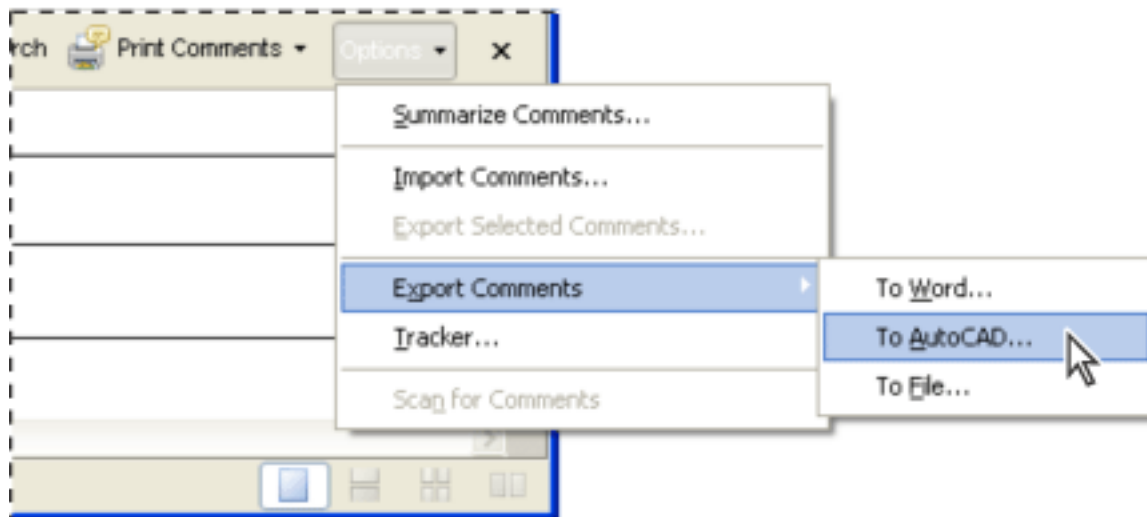 rch Print Comments Options
Summarize Comments...
Import Comments...
Export Selected Comments...
Export Comments
To Word...
Tracker...
To AutoCAD...
Scan for Comments
To File...